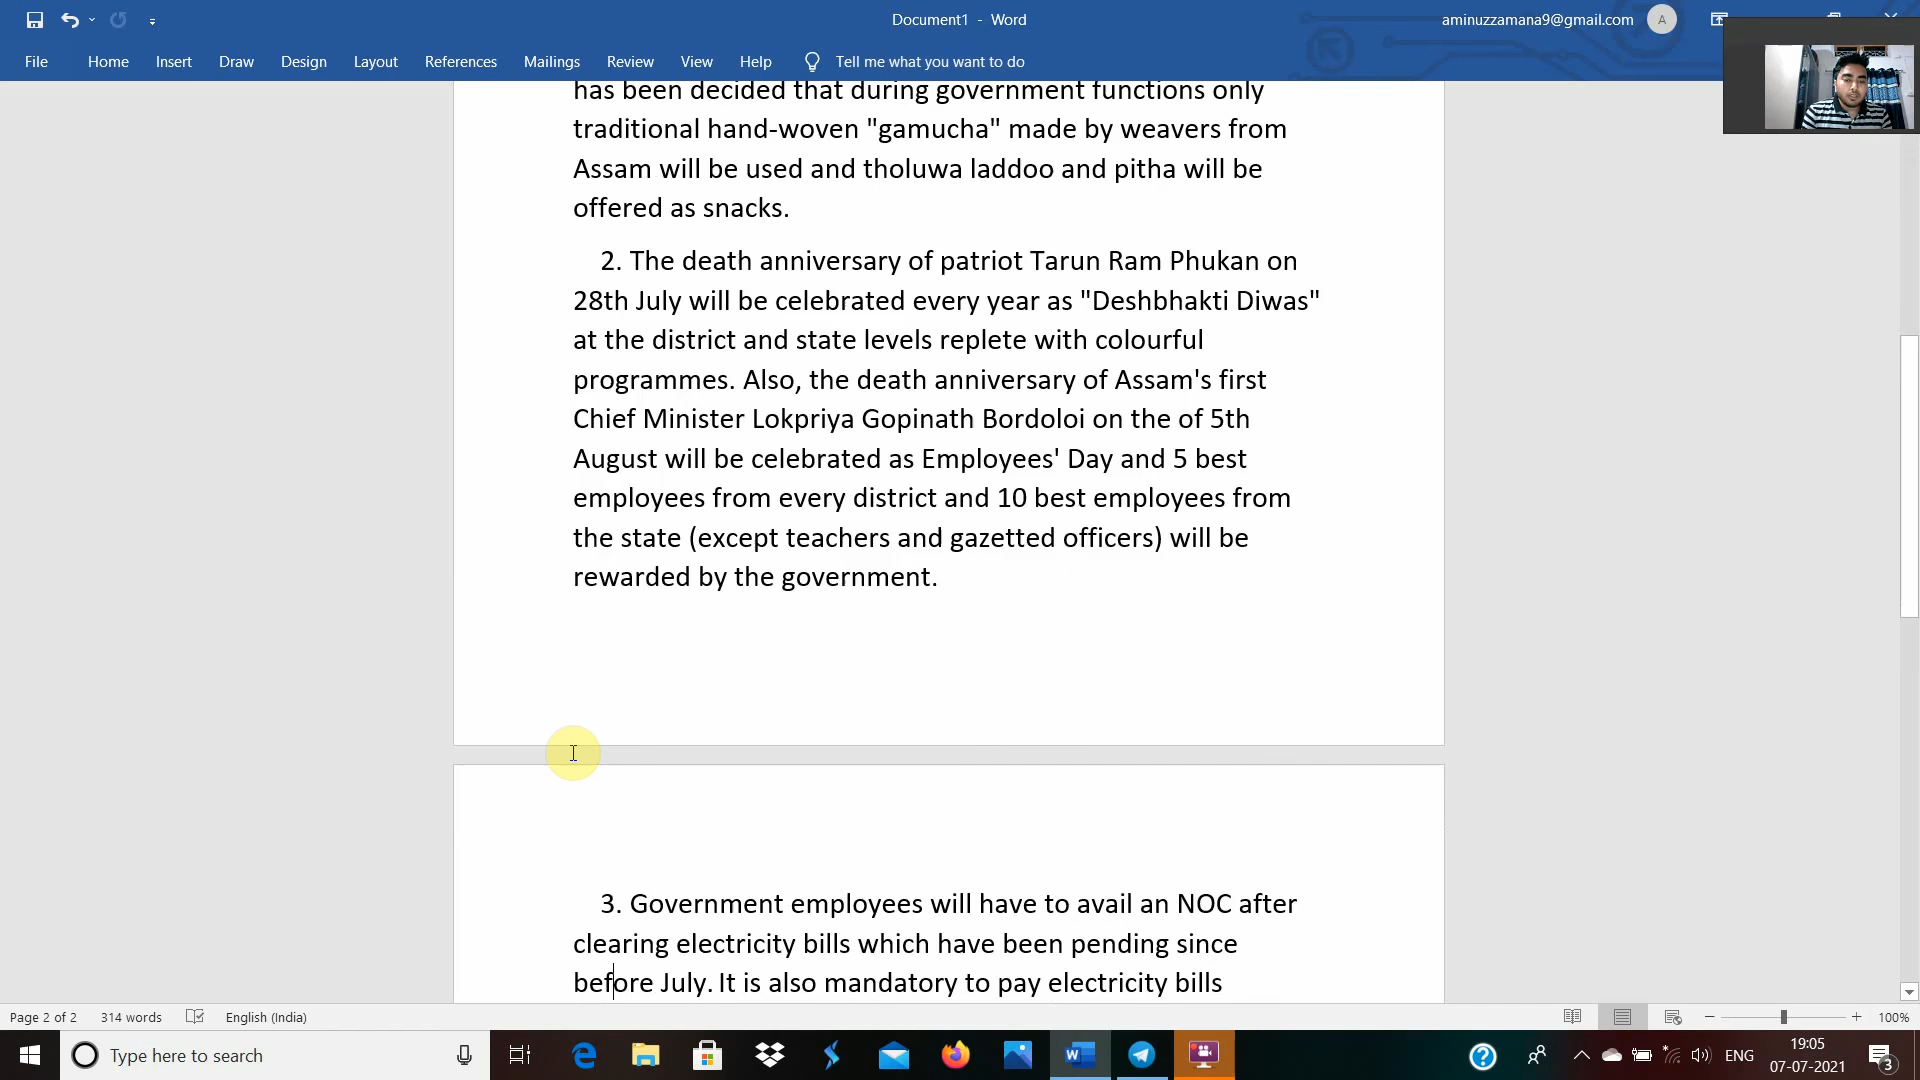 Document1 - Word
aminuzzamana9@gmail.com
A
File
Home
Insert
Draw
Design
Layout
References
Mailings
Review
View
Help
Tell me what you want to do
has been decided that during government functions only
traditional hand-woven "gamucha" made by weavers from
Assam will be used and tholuwa laddoo and pitha will be
offered as snacks.
2. The death anniversary of patriot Tarun Ram Phukan on
28th July will be celebrated every year as "Deshbhakti Diwas"
at the district and state levels replete with colourful
programmes. Also, the death anniversary of Assam's first
Chief Minister Lokpriya Gopinath Bordoloi on the of 5th
August will be celebrated as Employees' Day and 5 best
employees from every district and 10 best employees from
the state (except teachers and gazetted officers) will be
rewarded by the government.
3. Government employees will have to avail an NOC after
clearing electricity bills which have been pending since
before July. It is also mandatory to pay electricity bills
Page 2 of 2
314 words
English (India)
100%
Type here to search
ENG
19:05
07-07-2021
3